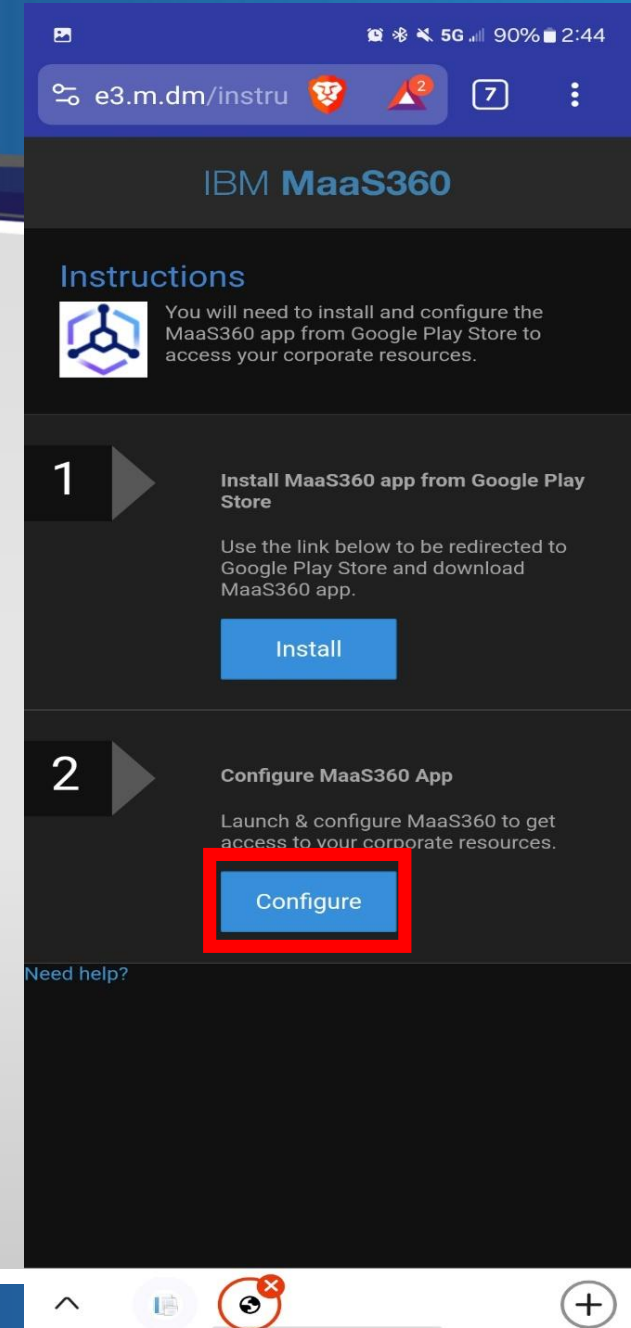 5G 90% 2:44
e3.m.dm/instru 2 7
IBM MaaS360
Instructions
You will need to install and configure the
MaaS360 app from Google Play Store to
access your corporate resources.
1
Install MaaS360 app from Google Play
Store
Use the link below to be redirected to
Google Play Store and download
MaaS360 app.
Install
2
Configure MaaS360 App
Launch & configure MaaS360 to get
access to your corporate resources.
Configure
Need help?